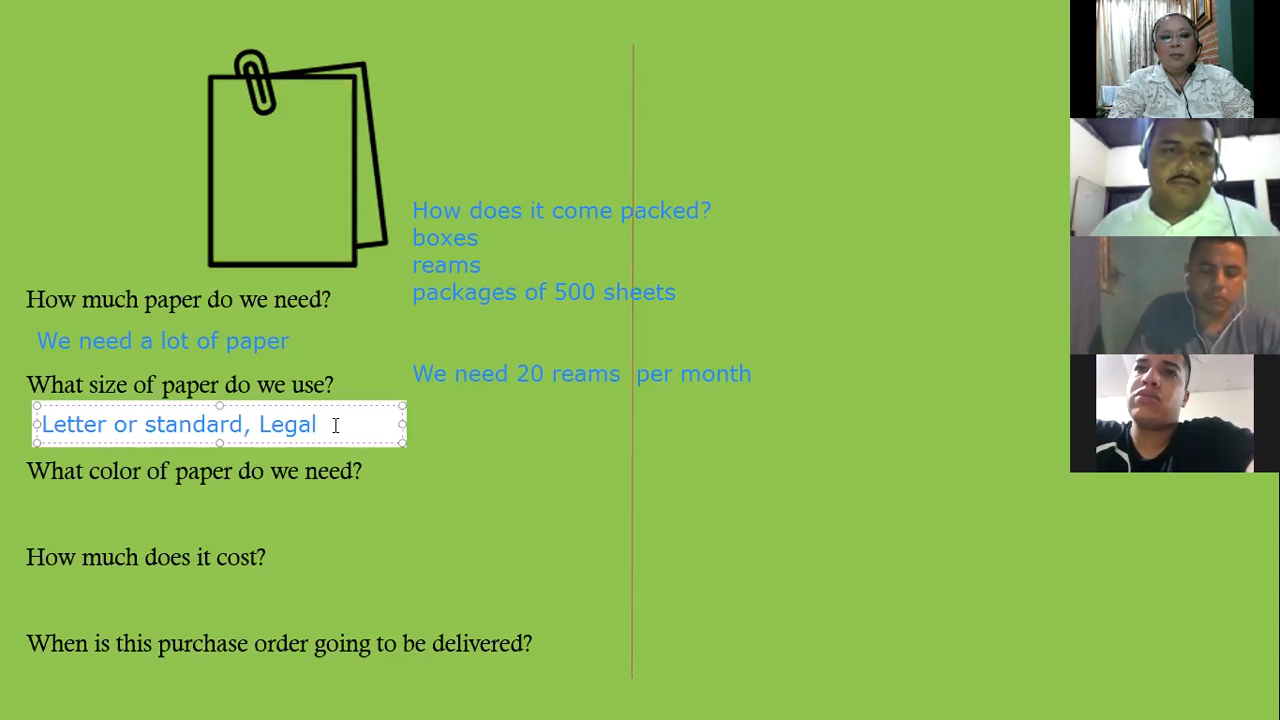 How does it come packed?
boxes
reams
packages of 500 sheets
How much paper do we need?
We need a lot of paper
We need 20 reams  per month
What size of paper do we use?
Letter or standard, Legal
What color of paper do we need?
How much does it cost?
When is this purchase order going to be delivered?